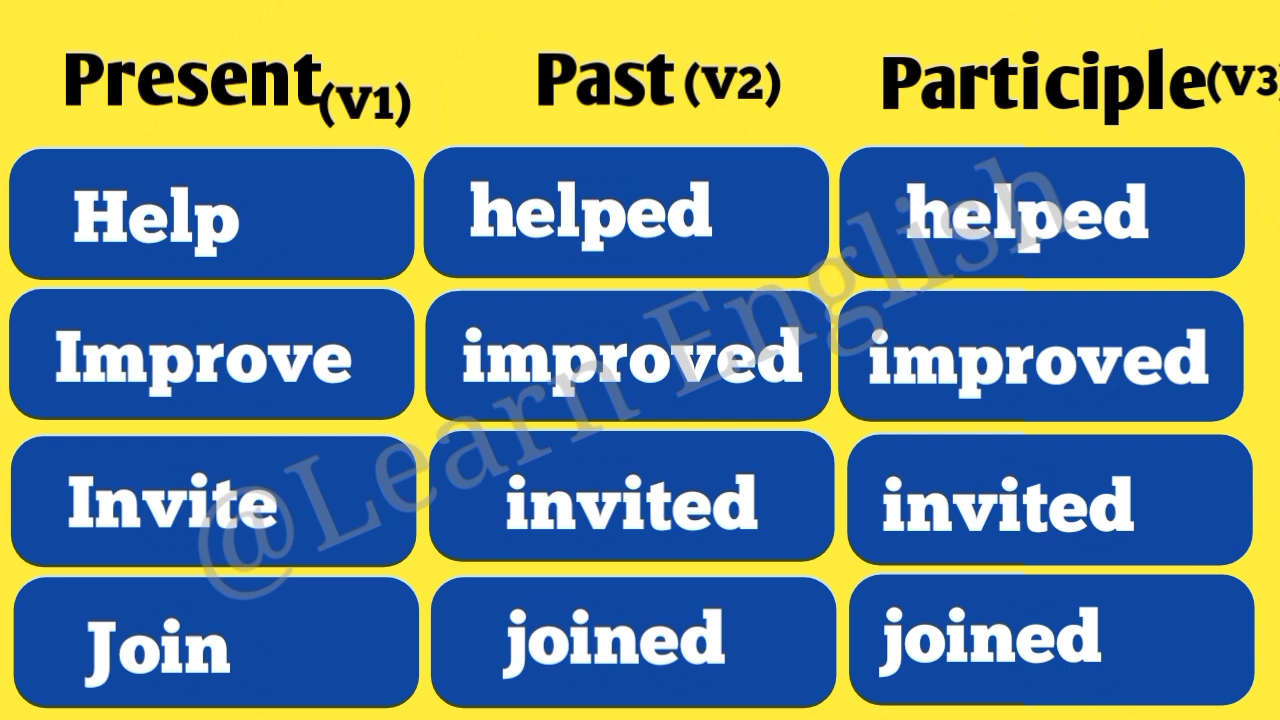 Present(v1) Past (v2) Participle(v3)
Help helped helped
Improve improved improved
Invite invited invited
Join joined joined
@Learn English